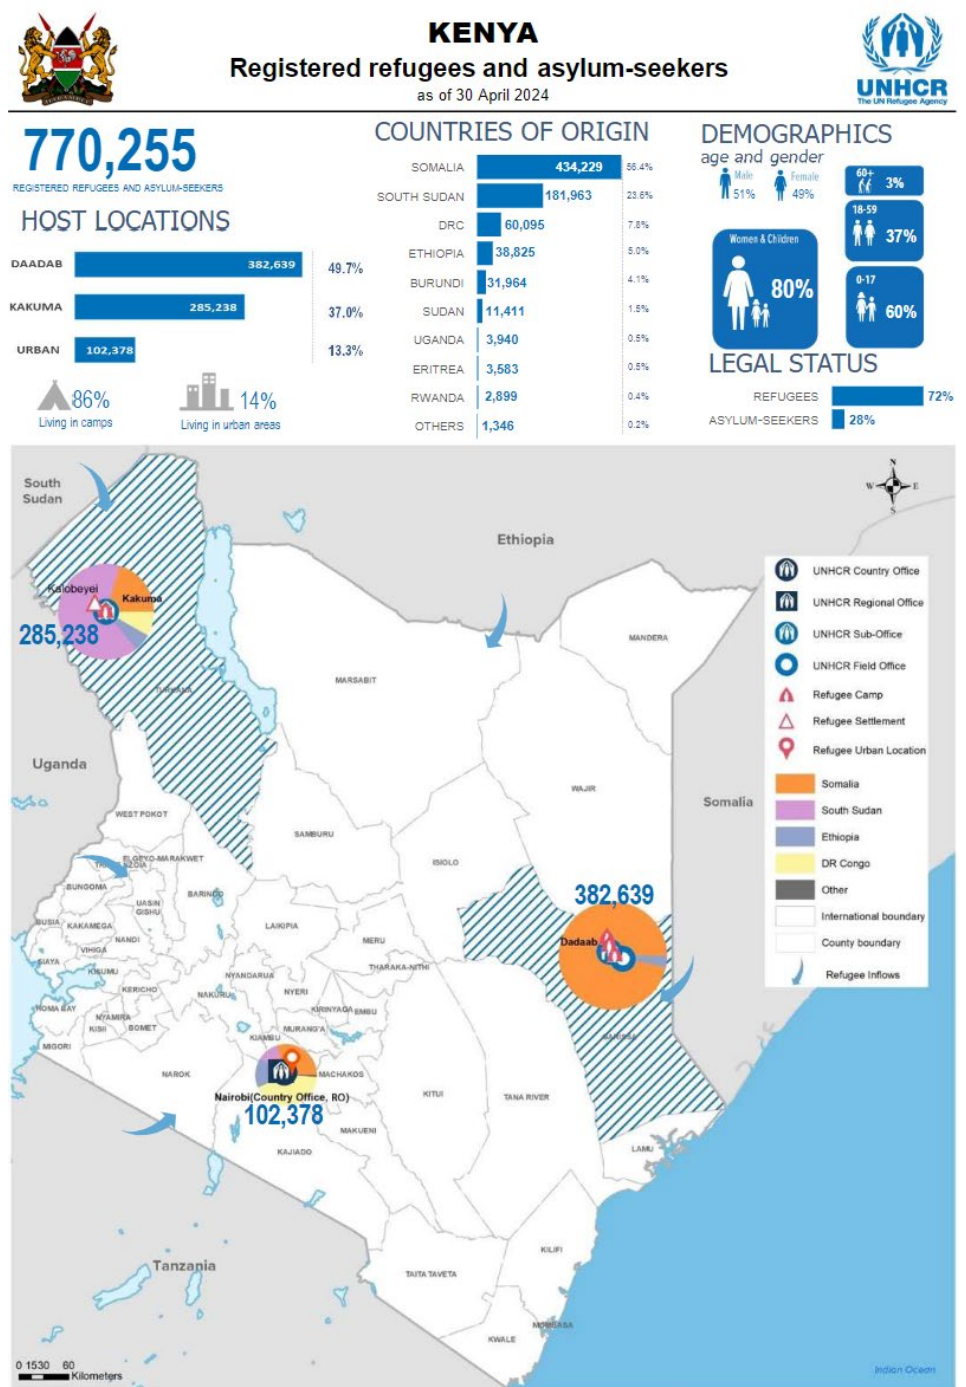 KENYA
Registered refugees and asylum-seekers
as of 30 April 2024
UNHCR
The UN Refugee Agency
770,255
REGISTERED REFUGEES AND ASYLUM-SEEKERS
HOST LOCATIONS
DAADAB 382,639 49.7%
KAKUMA 285,238 37.0%
URBAN 102,378 13.3%
86%
Living in camps
14%
Living in urban areas
COUNTRIES OF ORIGIN
SOMALIA 434,229 56.4%
SOUTH SUDAN 181,963 23.6%
DRC 60,095 7.8%
ETHIOPIA 38,825 5.0%
BURUNDI 31,964 4.1%
SUDAN 11,411 1.5%
UGANDA 3,940 0.5%
ERITREA 3,583 0.5%
RWANDA 2,899 0.4%
OTHERS 1,346 0.2%
DEMOGRAPHICS
age and gender
Male
51%
Female
49%
Women & Children
80%
60+
3%
18-59
37%
0-17
60%
LEGAL STATUS
REFUGEES 72%
ASYLUM-SEEKERS 28%
South
Sudan
Ethiopia
N
W E
S
Kalobeyei
Kakuma
285,238
TURKANA
MARSABIT
MANDERA
Uganda
WAJIR
Somalia
WEST POKOT
SAMBURU
ISIOLO
ELGEYO-MARAKWET
BUNGOMA
BARINGO
UASIN
GISHU
BUSIA
KAKAMEGA
NANDI
VIHIGA
SIAYA
KISUMU
LAIKIPIA
MERU
THARAKA-NITHI
NYANDARUA
KERICHO
NAKURU
NYERI
KIRINYAGA
EMBU
HOMA BAY
NYAMIRA
KISII
BOMET
MURANG'A
KIAMBU
MIGORI
NAROK
MACHAKOS
Nairobi(Country Office, RO)
102,378
382,639
Dadaab
GARISSA
KITUI
TANA RIVER
MAKUENI
KAJIADO
LAMU
Tanzania
TAITA TAVETA
KILIFI
MOMBASA
KWALE
Indian Ocean
0 1530 60
Kilometers
UNHCR Country Office
UNHCR Regional Office
UNHCR Sub-Office
UNHCR Field Office
Refugee Camp
Refugee Settlement
Refugee Urban Location
Somalia
South Sudan
Ethiopia
DR Congo
Other
International boundary
County boundary
Refugee Inflows